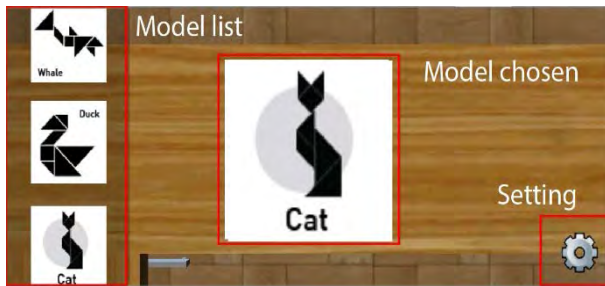 Model list
Whale
Duck
Cat
Model chosen
Cat
Setting